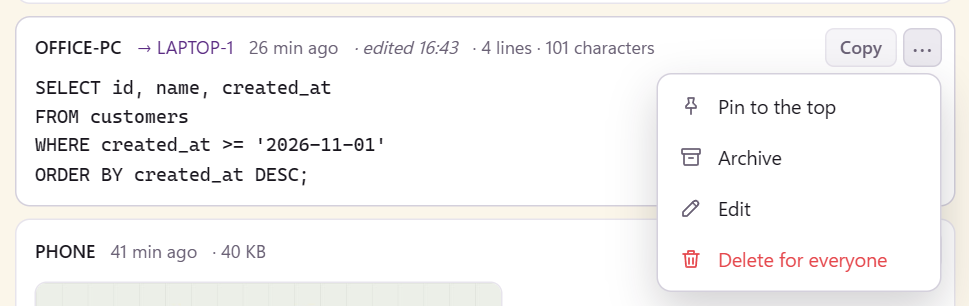 OFFICE-PC → LAPTOP-1 26 min ago · edited 16:43 · 4 lines · 101 characters Copy ...
SELECT id, name, created_at
FROM customers
WHERE created_at >= '2026-11-01'
ORDER BY created_at DESC;
Pin to the top
Archive
Edit
Delete for everyone
PHONE 41 min ago · 40 KB